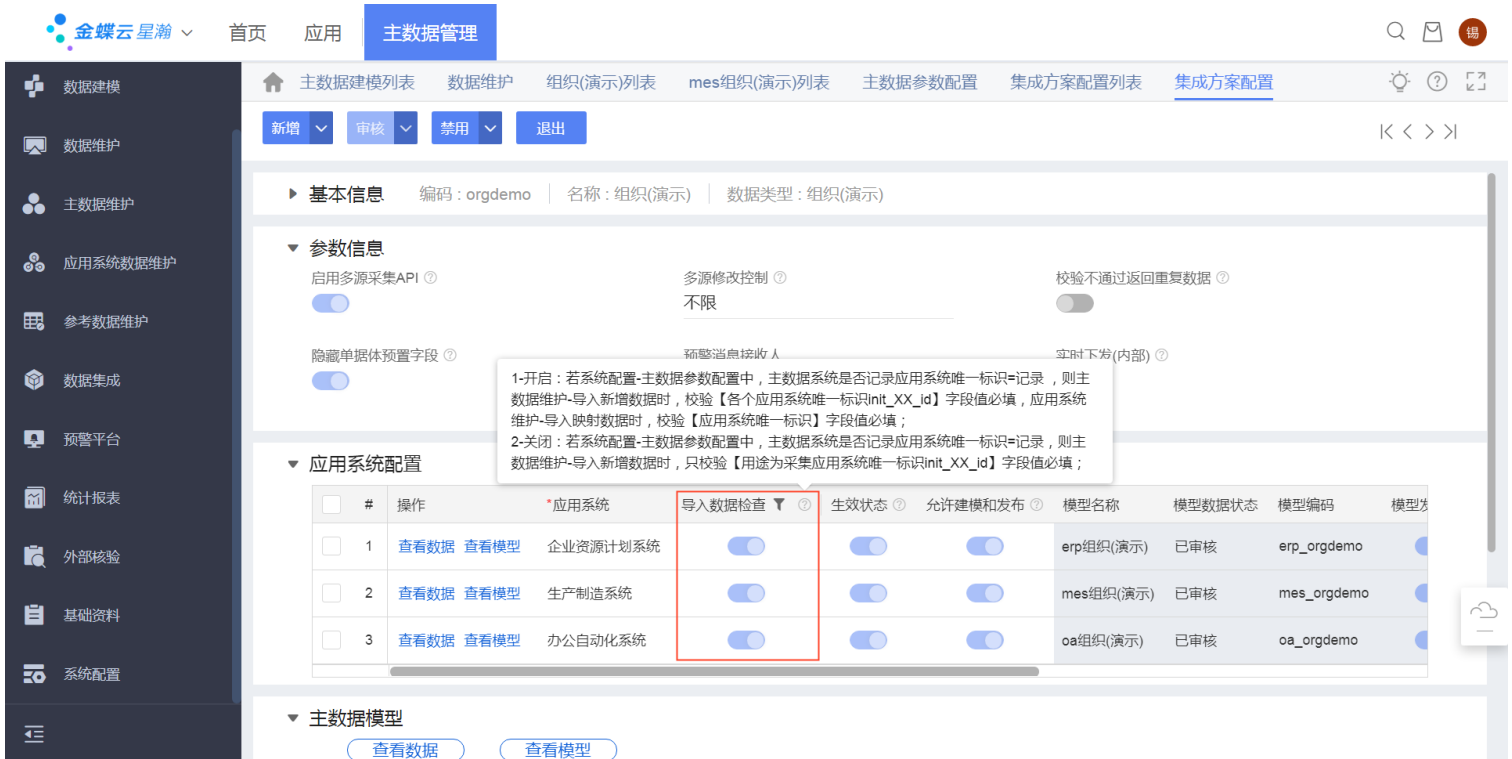 金蝶云 星瀚 首页 应用 主数据管理 锡
主数据建模列表 数据维护 组织(演示)列表 mes组织(演示)列表 主数据参数配置 集成方案配置列表 集成方案配置
数据建模
数据维护
主数据维护
应用系统数据维护
参考数据维护
数据集成
预警平台
统计报表
外部核验
基础资料
系统配置
新增 审核 禁用 退出
基本信息 编码 : orgdemo 名称 : 组织(演示) 数据类型 : 组织(演示)
参数信息
启用多源采集API 多源修改控制 校验不通过返回重复数据
不限
隐藏单据体预置字段 预警消息接收人 实时下发(内部)
1-开启：若系统配置-主数据参数配置中，主数据系统是否记录应用系统唯一标识=记录 ，则主
数据维护-导入新增数据时，校验【各个应用系统唯一标识init_XX_id】字段值必填，应用系统
维护-导入映射数据时，校验【应用系统唯一标识】字段值必填；
2-关闭：若系统配置-主数据参数配置中，主数据系统是否记录应用系统唯一标识=记录，则主
数据维护-导入新增数据时，只校验【用途为采集应用系统唯一标识init_XX_id】字段值必填；
应用系统配置
# 操作 *应用系统 导入数据检查 生效状态 允许建模和发布 模型名称 模型数据状态 模型编码 模型发
1 查看数据 查看模型 企业资源计划系统 erp组织(演示) 已审核 erp_orgdemo
2 查看数据 查看模型 生产制造系统 mes组织(演示) 已审核 mes_orgdemo
3 查看数据 查看模型 办公自动化系统 oa组织(演示) 已审核 oa_orgdemo
主数据模型
查看数据 查看模型